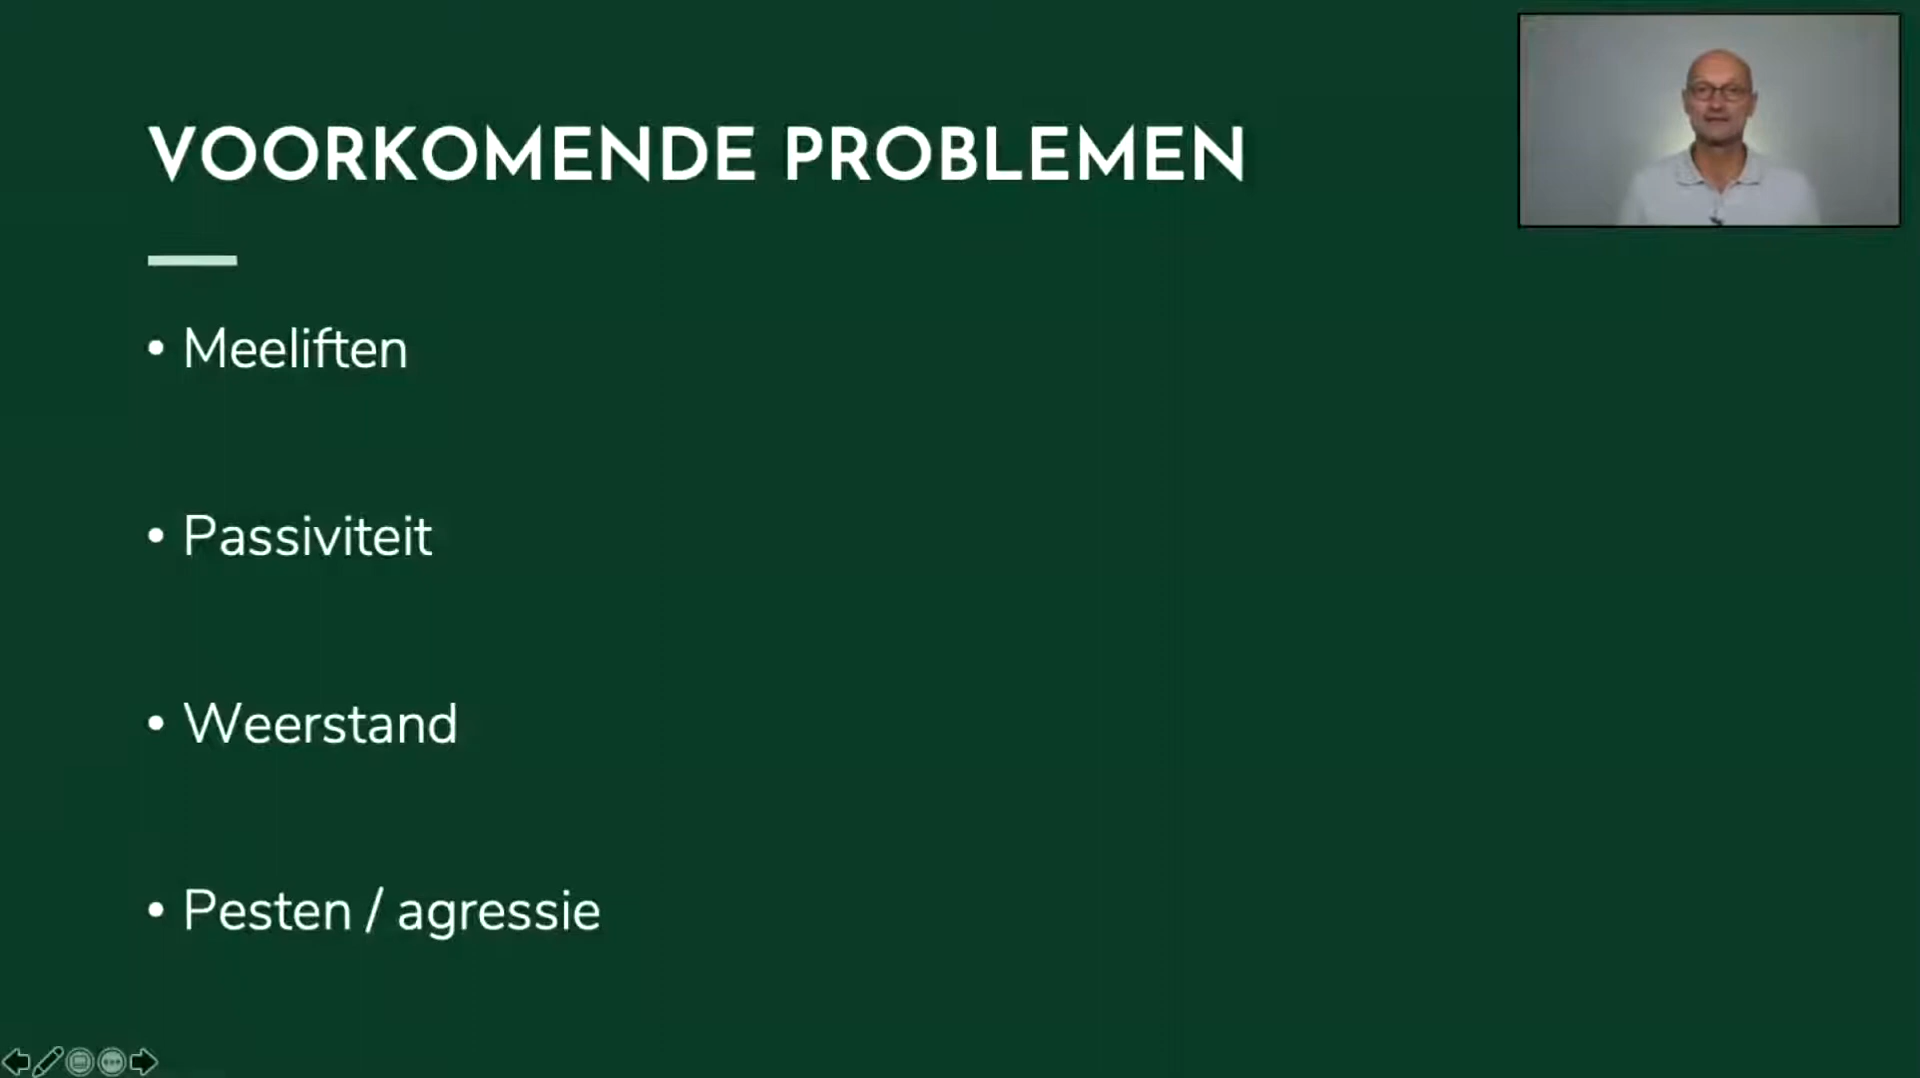 VOORKOMENDE PROBLEMEN
• Meeliften
• Passiviteit
• Weerstand
• Pesten / agressie